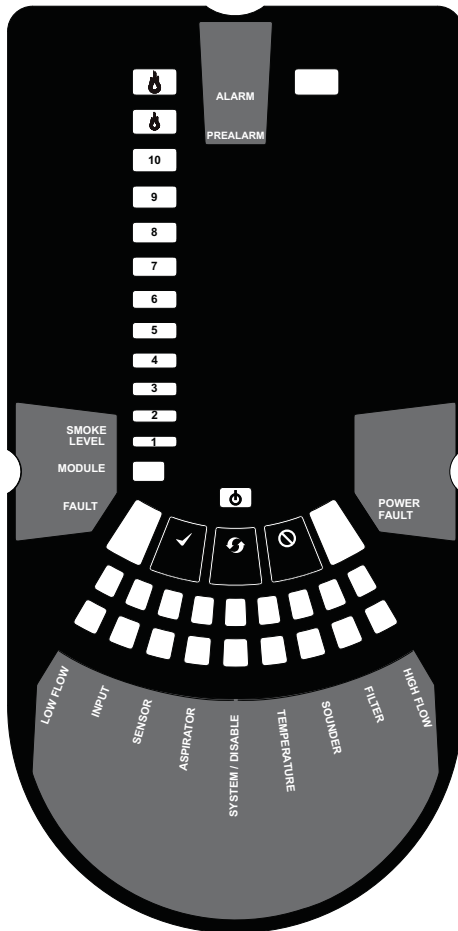 ALARM
PREALARM
10
9
8
7
6
5
4
3
2
1
SMOKE
LEVEL
MODULE
FAULT
POWER
FAULT
LOW FLOW
INPUT
SENSOR
ASPIRATOR
SYSTEM / DISABLE
TEMPERATURE
SOUNDER
FILTER
HIGH FLOW